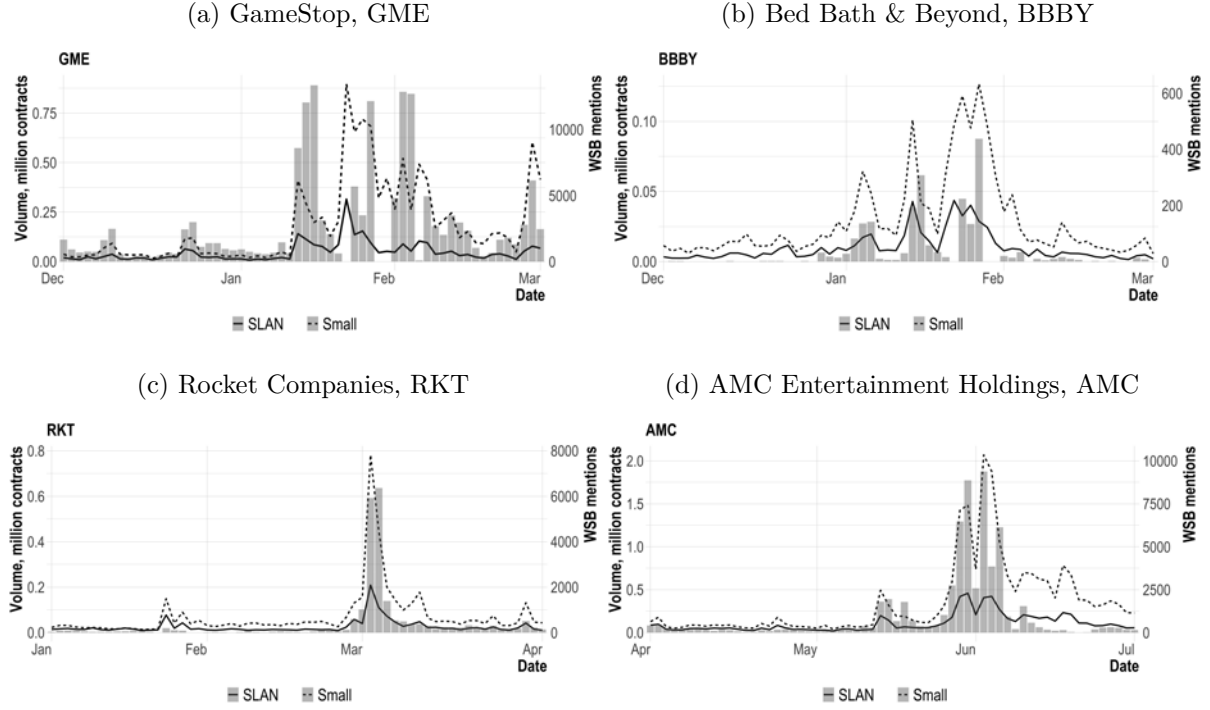 (a) GameStop, GME
GME
Volume, million contracts
0.75
0.50
0.25
0.00
10000
5000
0
WSB mentions
Dec
Jan
Feb
Mar
Date
SLAN
Small
(b) Bed Bath & Beyond, BBBY
BBBY
Volume, million contracts
0.10
0.05
0.00
600
400
200
0
WSB mentions
Dec
Jan
Feb
Mar
Date
SLAN
Small
(c) Rocket Companies, RKT
RKT
Volume, million contracts
0.8
0.6
0.4
0.2
0.0
8000
6000
4000
2000
0
WSB mentions
Jan
Feb
Mar
Apr
Date
SLAN
Small
(d) AMC Entertainment Holdings, AMC
AMC
Volume, million contracts
2.0
1.5
1.0
0.5
0.0
10000
7500
5000
2500
0
WSB mentions
Apr
May
Jun
Jul
Date
SLAN
Small